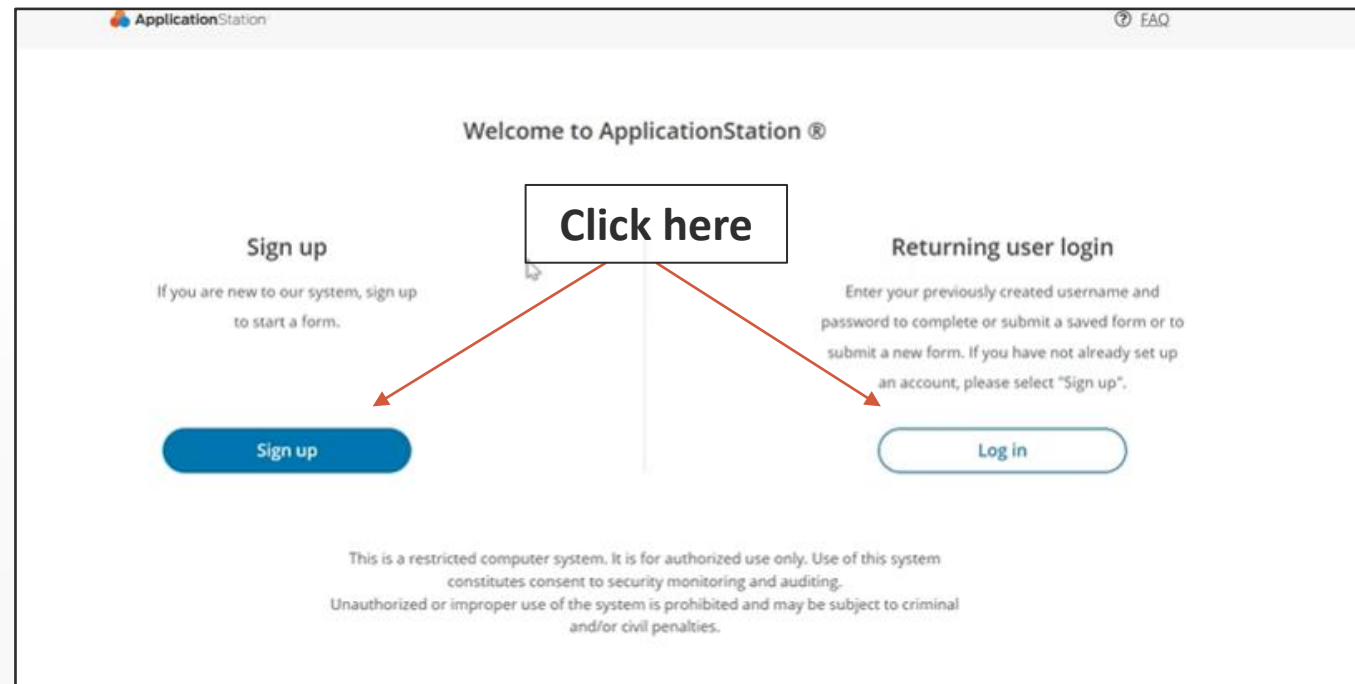 ApplicationStation
FAQ
Welcome to ApplicationStation ®
Click here
Sign up
If you are new to our system, sign up
to start a form.
Sign up
Returning user login
Enter your previously created username and
password to complete or submit a saved form or to
submit a new form. If you have not already set up
an account, please select "Sign up".
Log in
This is a restricted computer system. It is for authorized use only. Use of this system
constitutes consent to security monitoring and auditing.
Unauthorized or improper use of the system is prohibited and may be subject to criminal
and/or civil penalties.